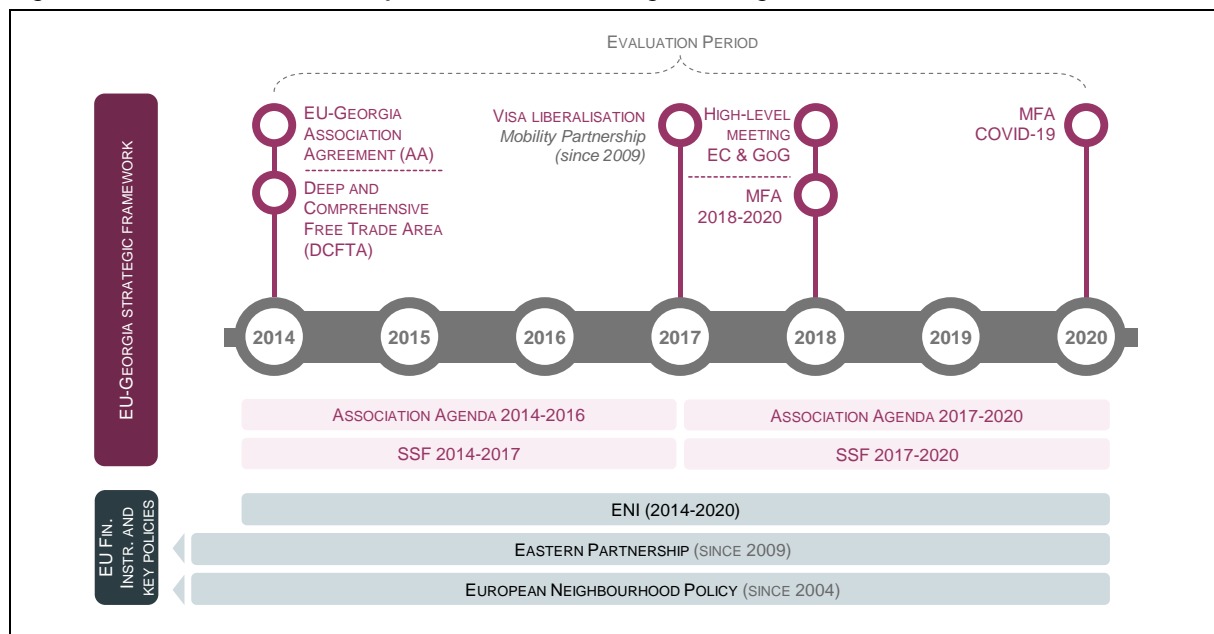 EVALUATION PERIOD
EU-GEORGIA STRATEGIC FRAMEWORK
EU-GEORGIA
ASSOCIATION
AGREEMENT (AA)
DEEP AND
COMPREHENSIVE
FREE TRADE AREA
(DCFTA)
VISA LIBERALISATION
Mobility Partnership
(since 2009)
HIGH-LEVEL
MEETING
EC & GOG
MFA
2018-2020
MFA
COVID-19
2014
2015
2016
2017
2018
2019
2020
ASSOCIATION AGENDA 2014-2016
ASSOCIATION AGENDA 2017-2020
SSF 2014-2017
SSF 2017-2020
EU FIN.
INSTR. AND
KEY POLICIES
ENI (2014-2020)
EASTERN PARTNERSHIP (SINCE 2009)
EUROPEAN NEIGHBOURHOOD POLICY (SINCE 2004)